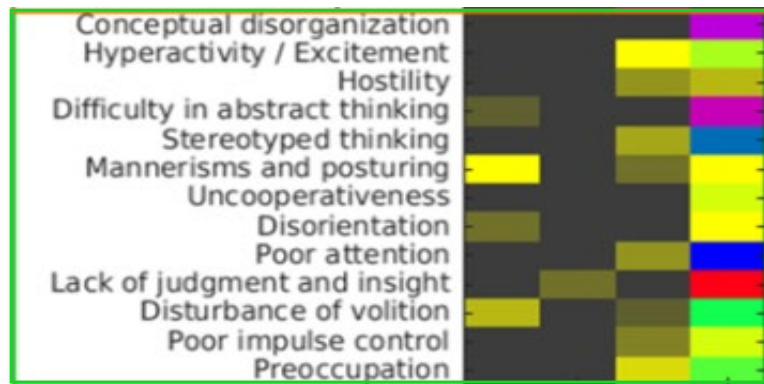 Conceptual disorganization
Hyperactivity / Excitement
Hostility
Difficulty in abstract thinking
Stereotyped thinking
Mannerisms and posturing
Uncooperativeness
Disorientation
Poor attention
Lack of judgment and insight
Disturbance of volition
Poor impulse control
Preoccupation